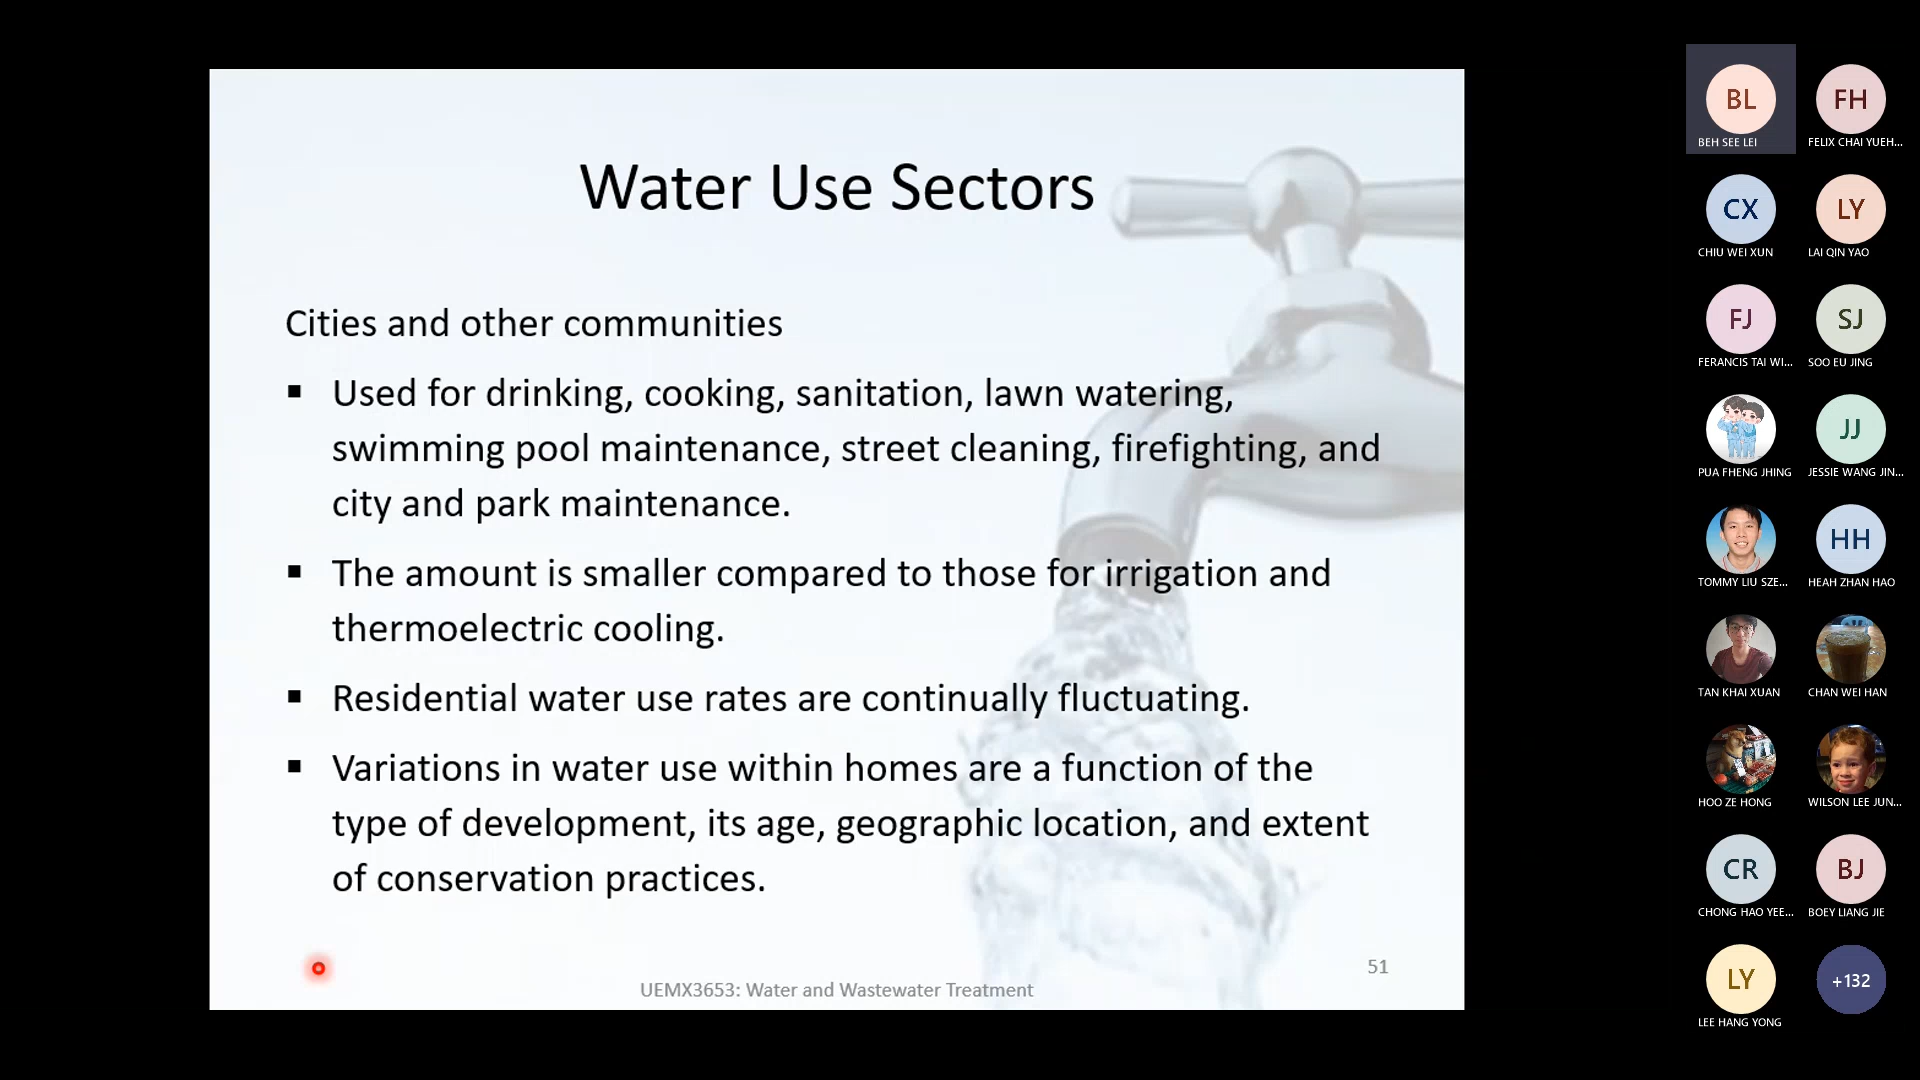 Water Use Sectors
Cities and other communities
▪ Used for drinking, cooking, sanitation, lawn watering,
swimming pool maintenance, street cleaning, firefighting, and
city and park maintenance.
▪ The amount is smaller compared to those for irrigation and
thermoelectric cooling.
▪ Residential water use rates are continually fluctuating.
▪ Variations in water use within homes are a function of the
type of development, its age, geographic location, and extent
of conservation practices.
51
UEMX3653: Water and Wastewater Treatment
BL
BEH SEE LEI
FH
FELIX CHAI YUEH...
CX
CHIU WEI XUN
LY
LAI QIN YAO
FJ
FERANCIS TAI WI...
SJ
SOO EU JING
PUA FHENG JHING
JJ
JESSIE WANG JIN...
TOMMY LIU SZE...
HH
HEAH ZHAN HAO
TAN KHAI XUAN
CHAN WEI HAN
HOO ZE HONG
WILSON LEE JUN...
CR
CHONG HAO YEE...
BJ
BOEY LIANG JIE
LY
LEE HANG YONG
+132